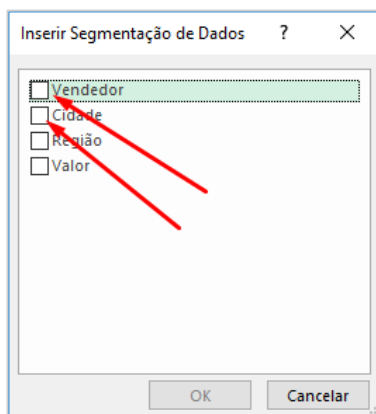 Inserir Segmentação de Dados ?
Vendedor
Cidade
Região
Valor
OK Cancelar